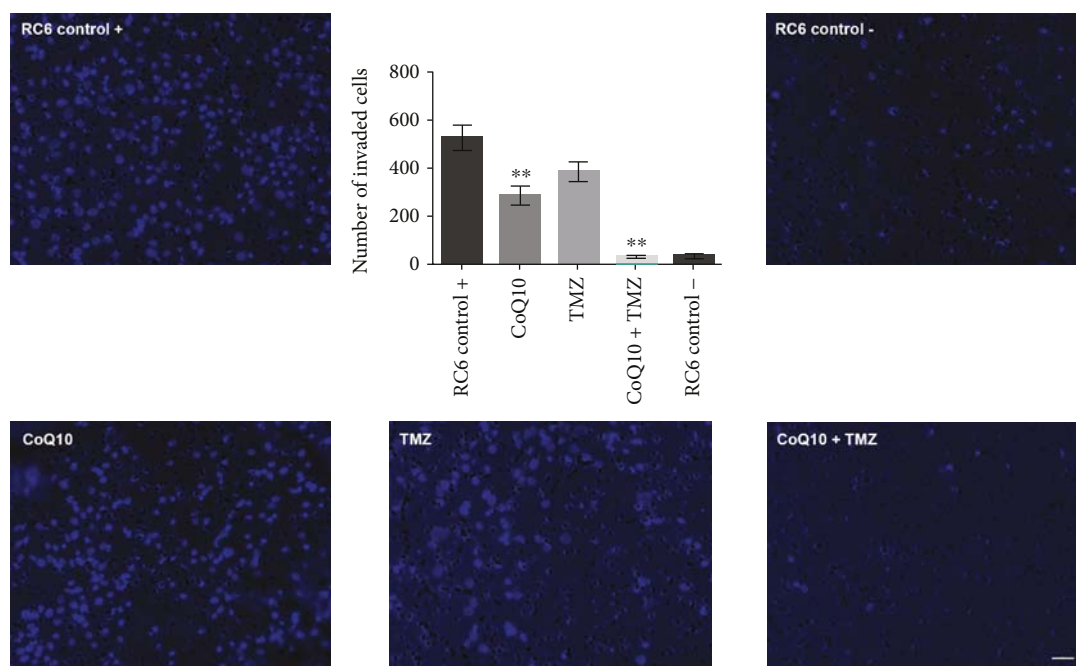 RC6 control +
RC6 control -
Number of invaded cells
800
600
400
200
0
**
**
RC6 control +
CoQ10
TMZ
CoQ10 + TMZ
RC6 control −
CoQ10
TMZ
CoQ10 + TMZ